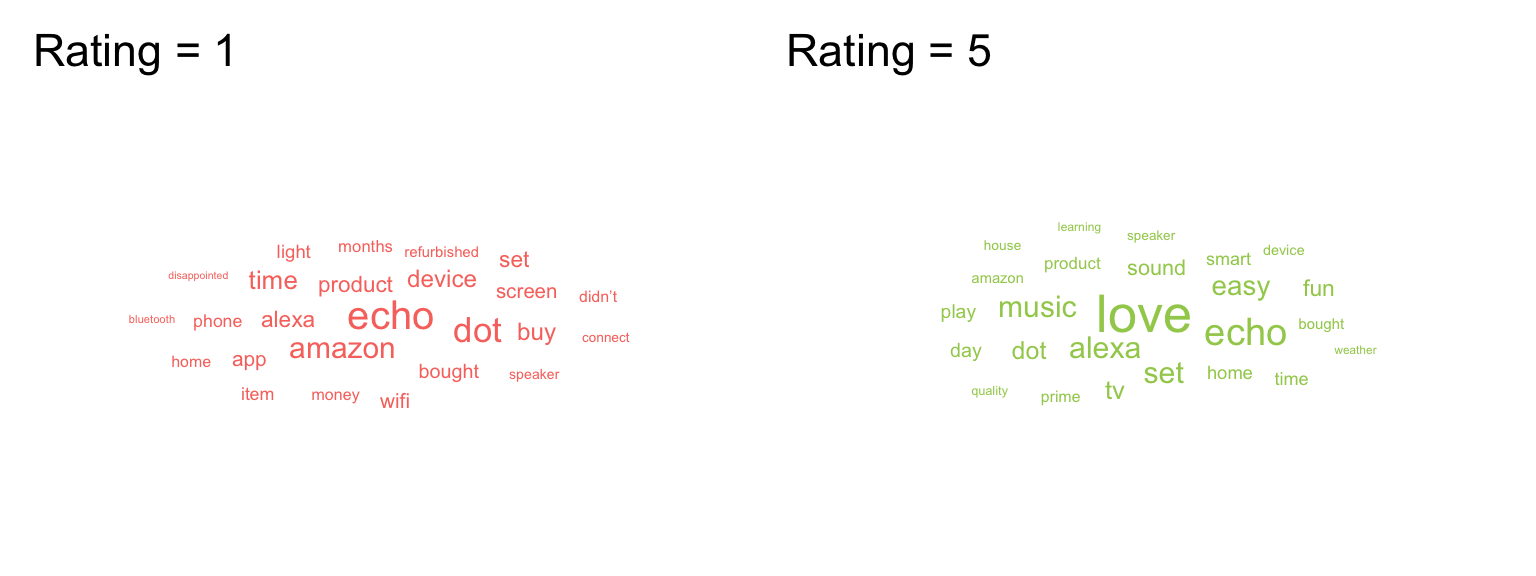 Rating = 1
light months refurbished set
disappointed time product device screen didn’t
bluetooth phone alexa echo dot buy connect
home app amazon bought speaker
item money wifi
Rating = 5
learning speaker
house product sound smart device
amazon easy fun
play music love echo bought
day dot alexa weather
set home time
quality prime tv